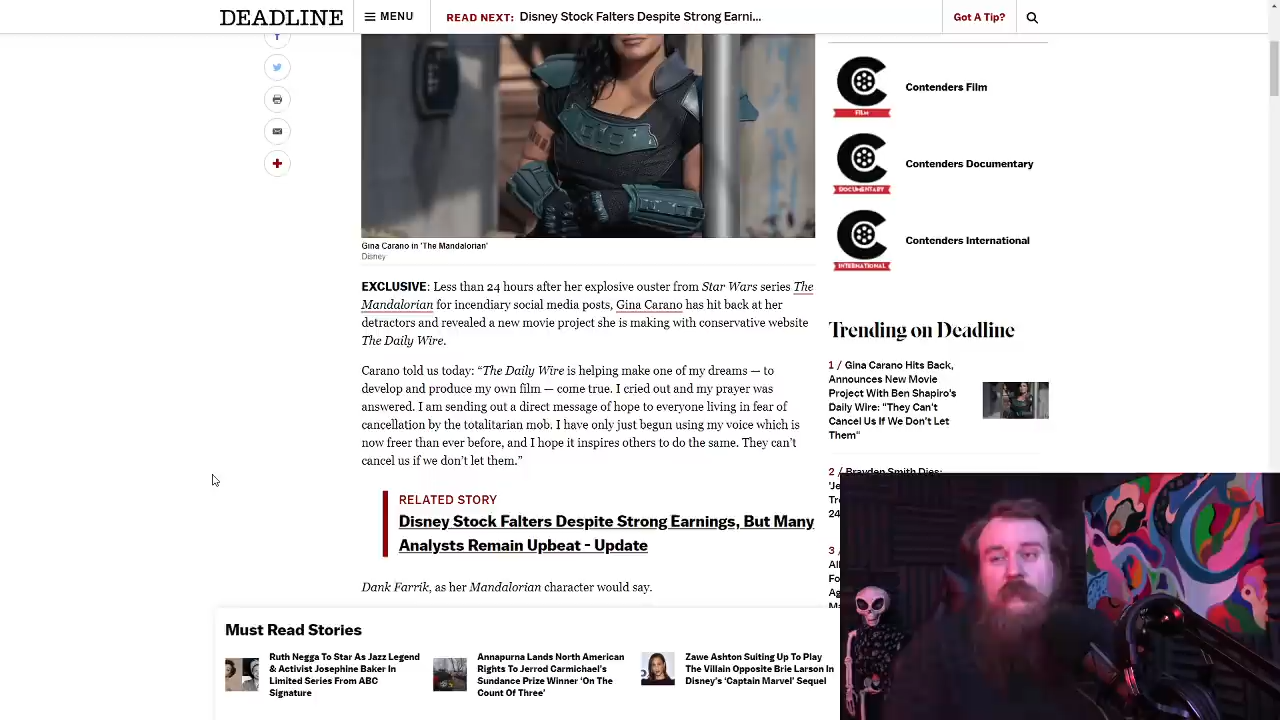 DEADLINE
MENU
READ NEXT: Disney Stock Falters Despite Strong Earni...
Got A Tip?
Gina Carano in 'The Mandalorian'
Disney
EXCLUSIVE: Less than 24 hours after her explosive ouster from Star Wars series The
Mandalorian for incendiary social media posts, Gina Carano has hit back at her
detractors and revealed a new movie project she is making with conservative website
The Daily Wire.
Carano told us today: “The Daily Wire is helping make one of my dreams — to
develop and produce my own film — come true. I cried out and my prayer was
answered. I am sending out a direct message of hope to everyone living in fear of
cancellation by the totalitarian mob. I have only just begun using my voice which is
now freer than ever before, and I hope it inspires others to do the same. They can’t
cancel us if we don’t let them.”
RELATED STORY
Disney Stock Falters Despite Strong Earnings, But Many
Analysts Remain Upbeat - Update
Dank Farrik, as her Mandalorian character would say.
FILM
Contenders Film
DOCUMENTARY
Contenders Documentary
INTERNATIONAL
Contenders International
Trending on Deadline
1 / Gina Carano Hits Back,
Announces New Movie
Project With Ben Shapiro's
Daily Wire: "They Can't
Cancel Us If We Don't Let
Them"
2 / Brayden Smith Dies:
'Je
Tr
24
3 /
All
Fo
Ag
Must Read Stories
Ruth Negga To Star As Jazz Legend
& Activist Josephine Baker In
Limited Series From ABC
Signature
Annapurna Lands North American
Rights To Jerrod Carmichael's
Sundance Prize Winner 'On The
Count Of Three'
Zawe Ashton Suiting Up To Play
The Villain Opposite Brie Larson In
Disney's 'Captain Marvel' Sequel